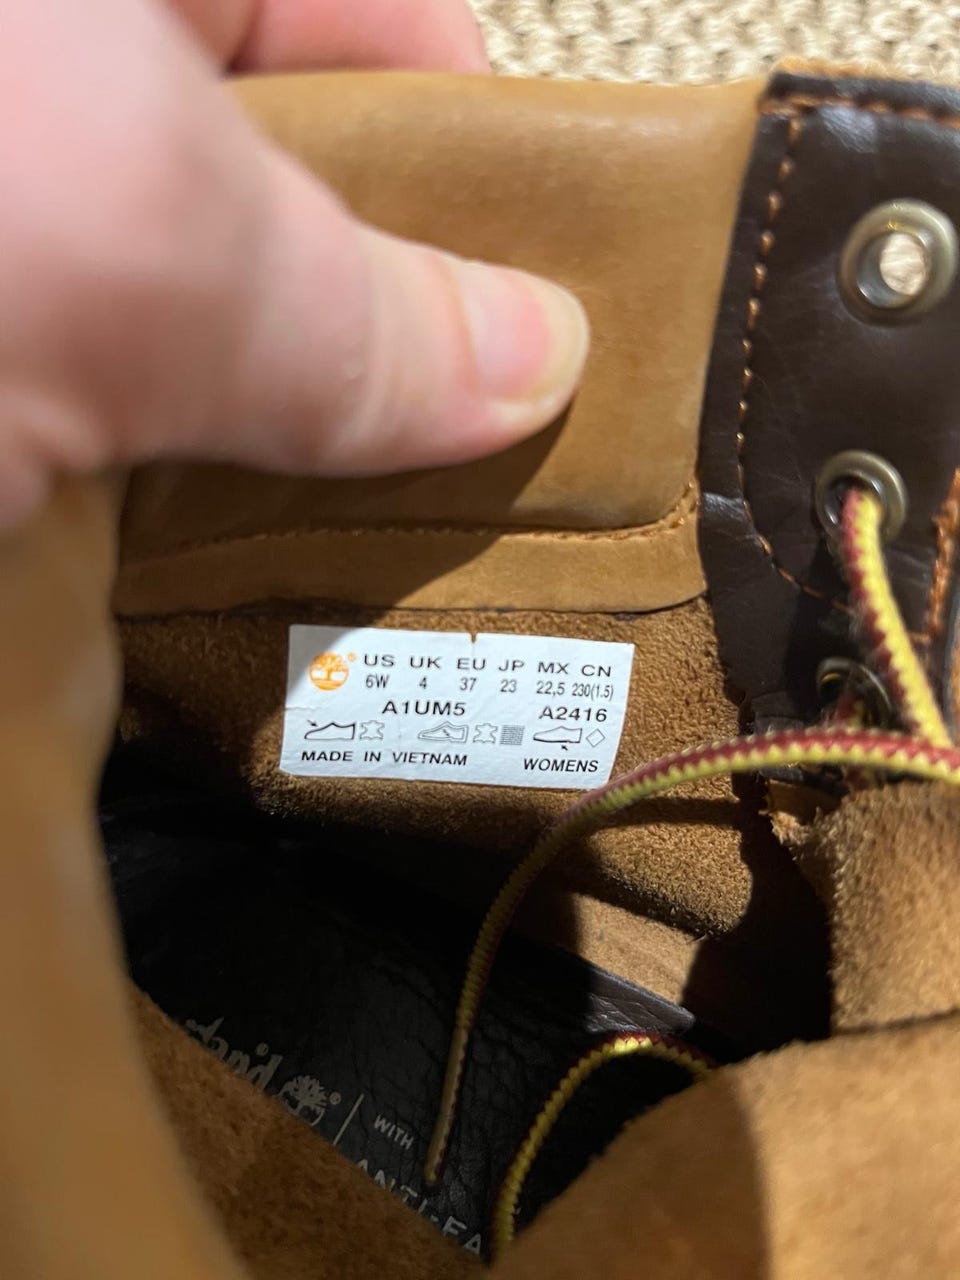 US UK EU JP MX CN
6W 4 37 23 22,5 230(1.5)
A1UM5 A2416
MADE IN VIETNAM WOMENS
WITH